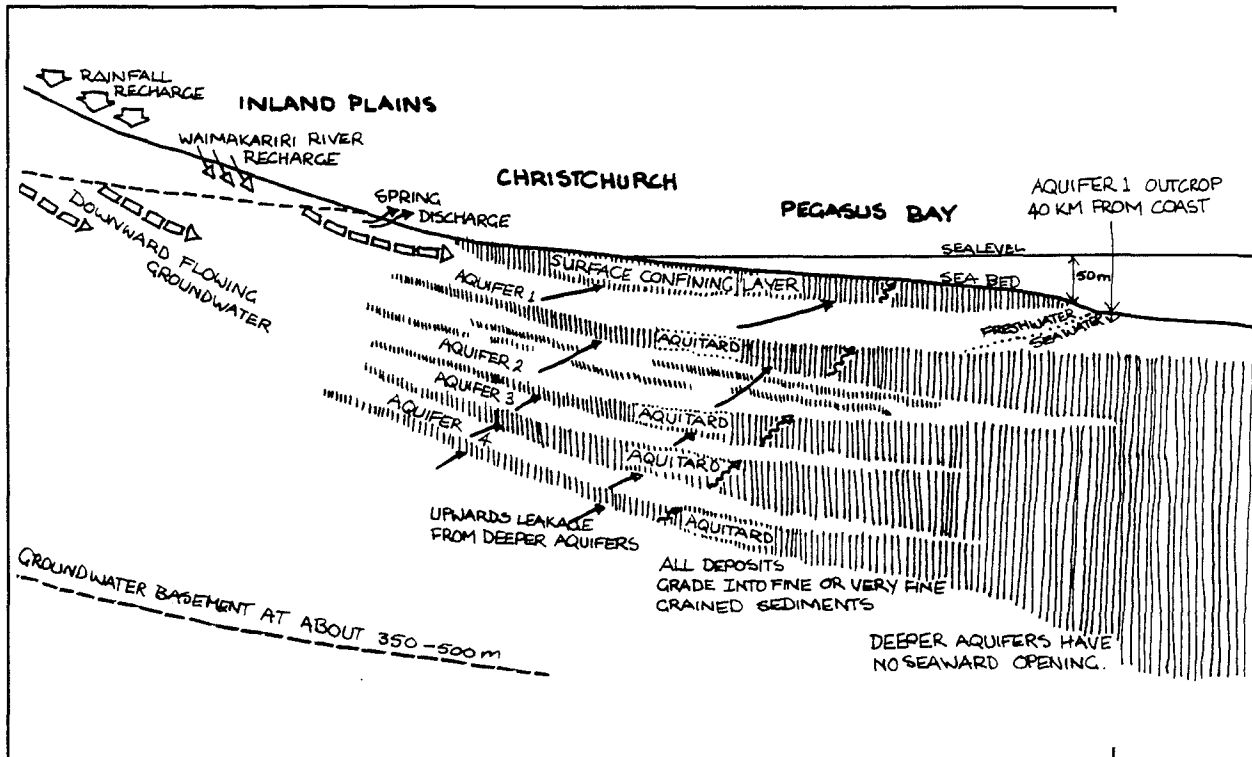 RAINFALL
RECHARGE
INLAND PLAINS
WAIMAKARIRI RIVER
RECHARGE
CHRISTCHURCH
SPRING
DISCHARGE
PEGASUS BAY
AQUIFER 1 OUTCROP
40 KM FROM COAST
DOWNWARD FLOWING
GROUNDWATER
SEALEVEL
SEA BED
50m
SURFACE CONFINING LAYER
AQUIFER 1
FRESHWATER
SEAWATER
AQUITARD
AQUIFER 2
AQUIFER 3
AQUITARD
AQUIFER
4
AQUITARD
UPWARDS LEAKAGE
FROM DEEPER AQUIFERS
AQUITARD
ALL DEPOSITS
GRADE INTO FINE OR VERY FINE
GRAINED SEDIMENTS
GROUNDWATER BASEMENT AT ABOUT 350-500m
DEEPER AQUIFERS HAVE
NO SEAWARD OPENING.